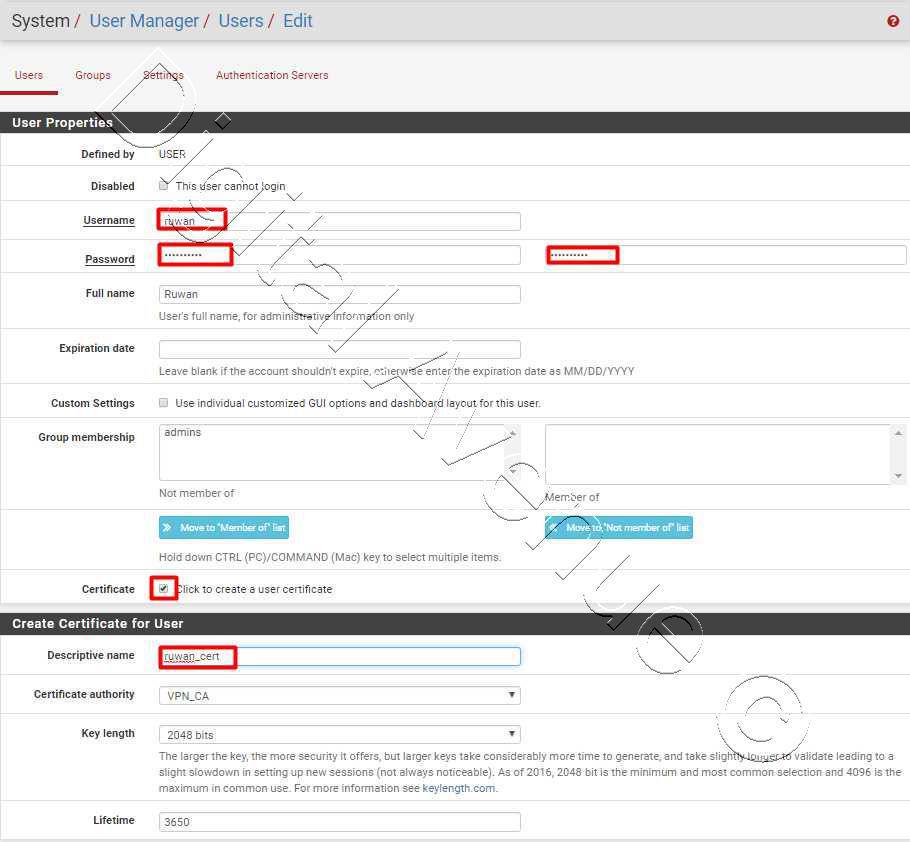 System / User Manager / Users / Edit
Users Groups Settings Authentication Servers
User Properties
Defined by USER
Disabled This user cannot login
Username ruwan
Password •••••••••• ••••••••••
Full name Ruwan
User's full name, for administrative information only
Expiration date
Leave blank if the account shouldn't expire, otherwise enter the expiration date as MM/DD/YYYY
Custom Settings Use individual customized GUI options and dashboard layout for this user.
Group membership admins
Not member of Member of
Move to "Member of" list Move to "Not member of" list
Hold down CTRL (PC)/COMMAND (Mac) key to select multiple items.
Certificate Click to create a user certificate
Create Certificate for User
Descriptive name ruwan_cert
Certificate authority VPN_CA
Key length 2048 bits
The larger the key, the more security it offers, but larger keys take considerably more time to generate, and take slightly longer to validate leading to a
slight slowdown in setting up new sessions (not always noticeable). As of 2016, 2048 bit is the minimum and most common selection and 4096 is the
maximum in common use. For more information see keylength.com.
Lifetime 3650